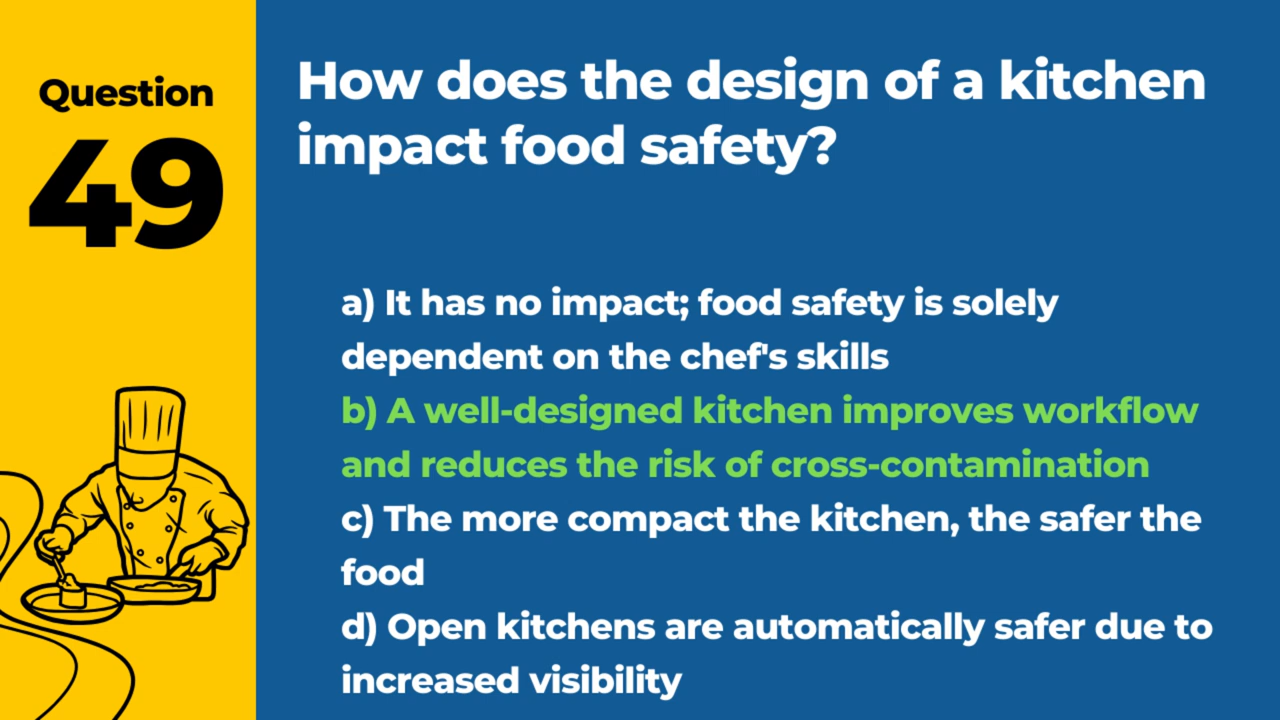 Question
49
How does the design of a kitchen
impact food safety?
a) It has no impact; food safety is solely
dependent on the chef's skills
b) A well-designed kitchen improves workflow
and reduces the risk of cross-contamination
c) The more compact the kitchen, the safer the
food
d) Open kitchens are automatically safer due to
increased visibility